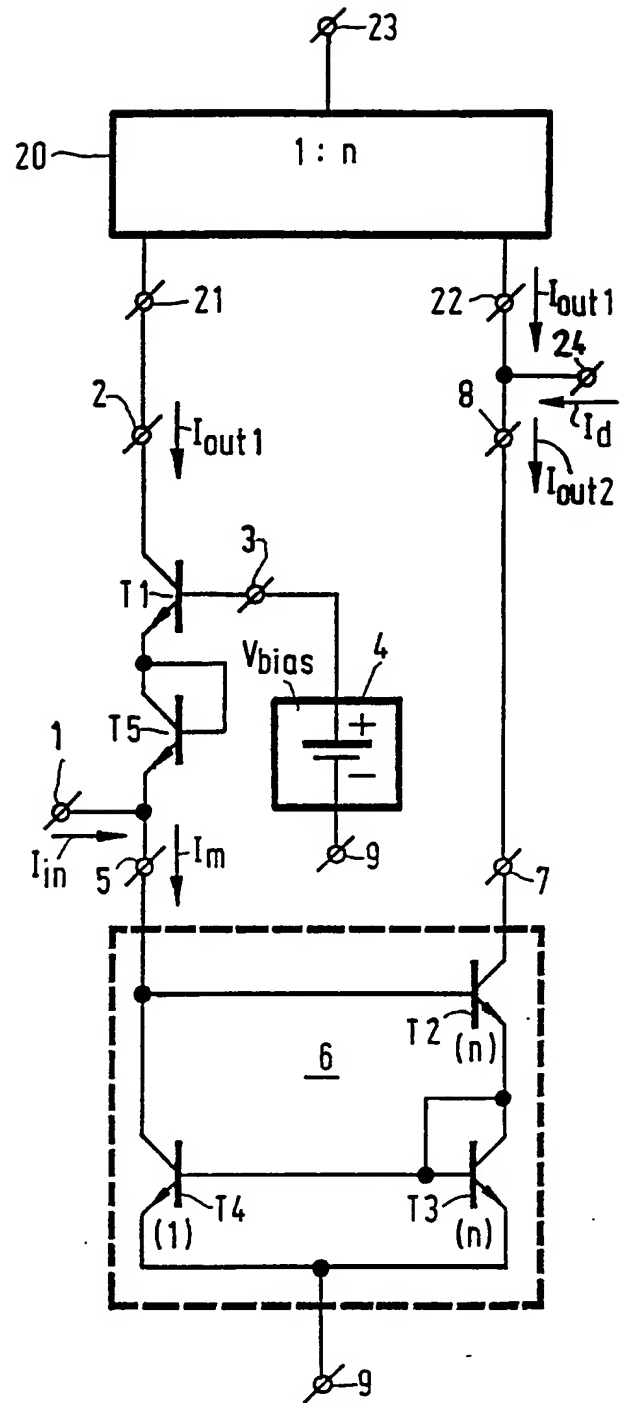 23
20
1 : n
21
22
Iout1
24
2
Iout1
8
Id
Iout2
3
T1
Vbias
4
+
T5
−
1
Iin
5
Im
9
7
T2
(n)
6
T4
T3
(1)
(n)
9